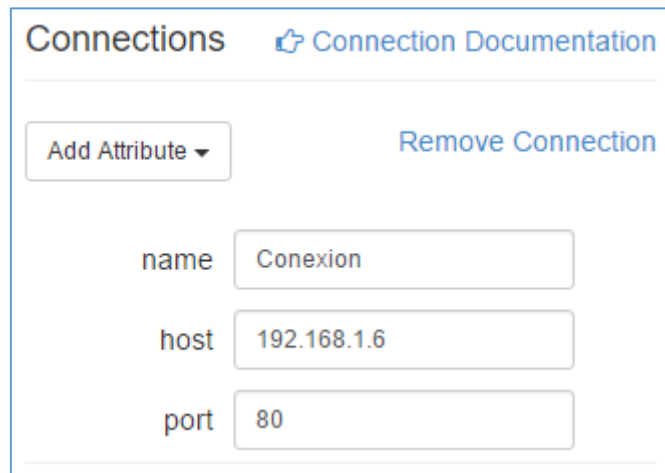 Connections Connection Documentation
Add Attribute Remove Connection
name Conexion
host 192.168.1.6
port 80